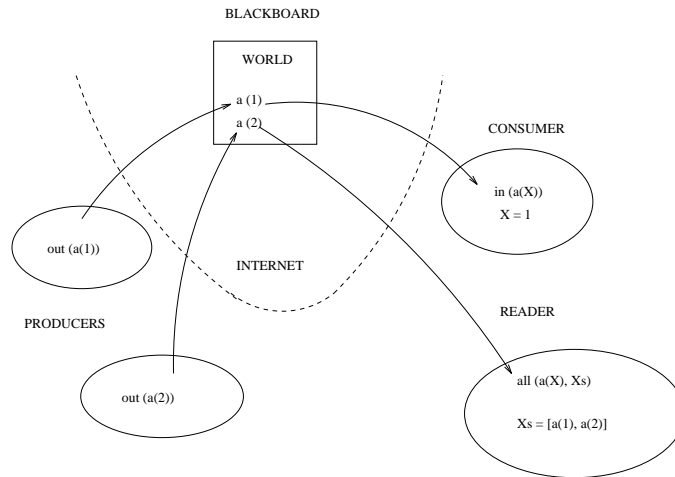 BLACKBOARD
WORLD
a (1)
a (2)
CONSUMER
in (a(X))
X = 1
out (a(1))
INTERNET
PRODUCERS
READER
all (a(X), Xs)
out (a(2))
Xs = [a(1), a(2)]